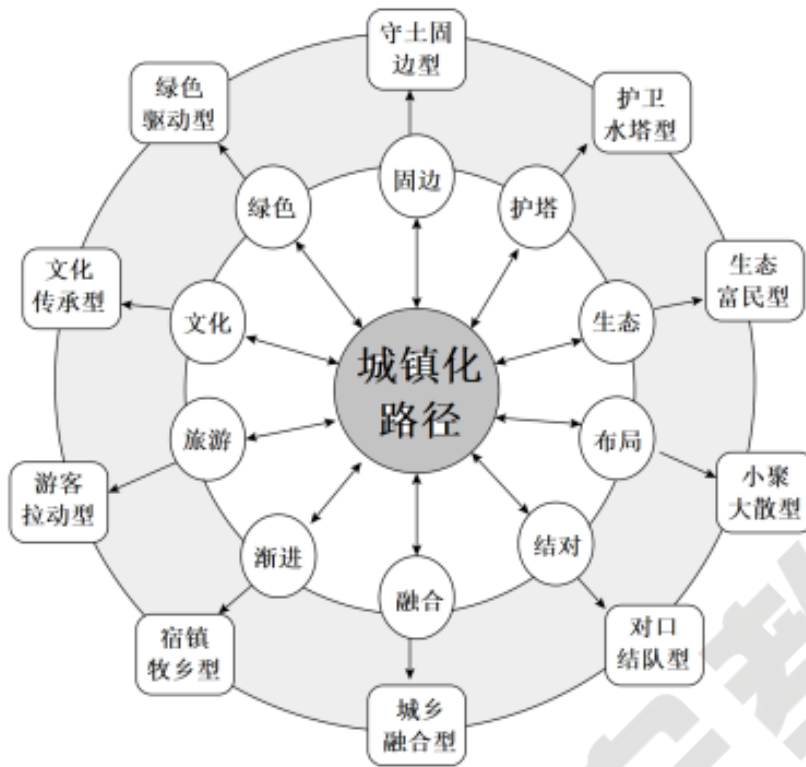 守土固
边型
护卫
水塔型
生态
富民型
小聚
大散型
对口
结队型
城乡
融合型
宿镇
牧乡型
游客
拉动型
文化
传承型
绿色
驱动型
固边
护塔
生态
布局
结对
融合
渐进
旅游
文化
绿色
城镇化
路径